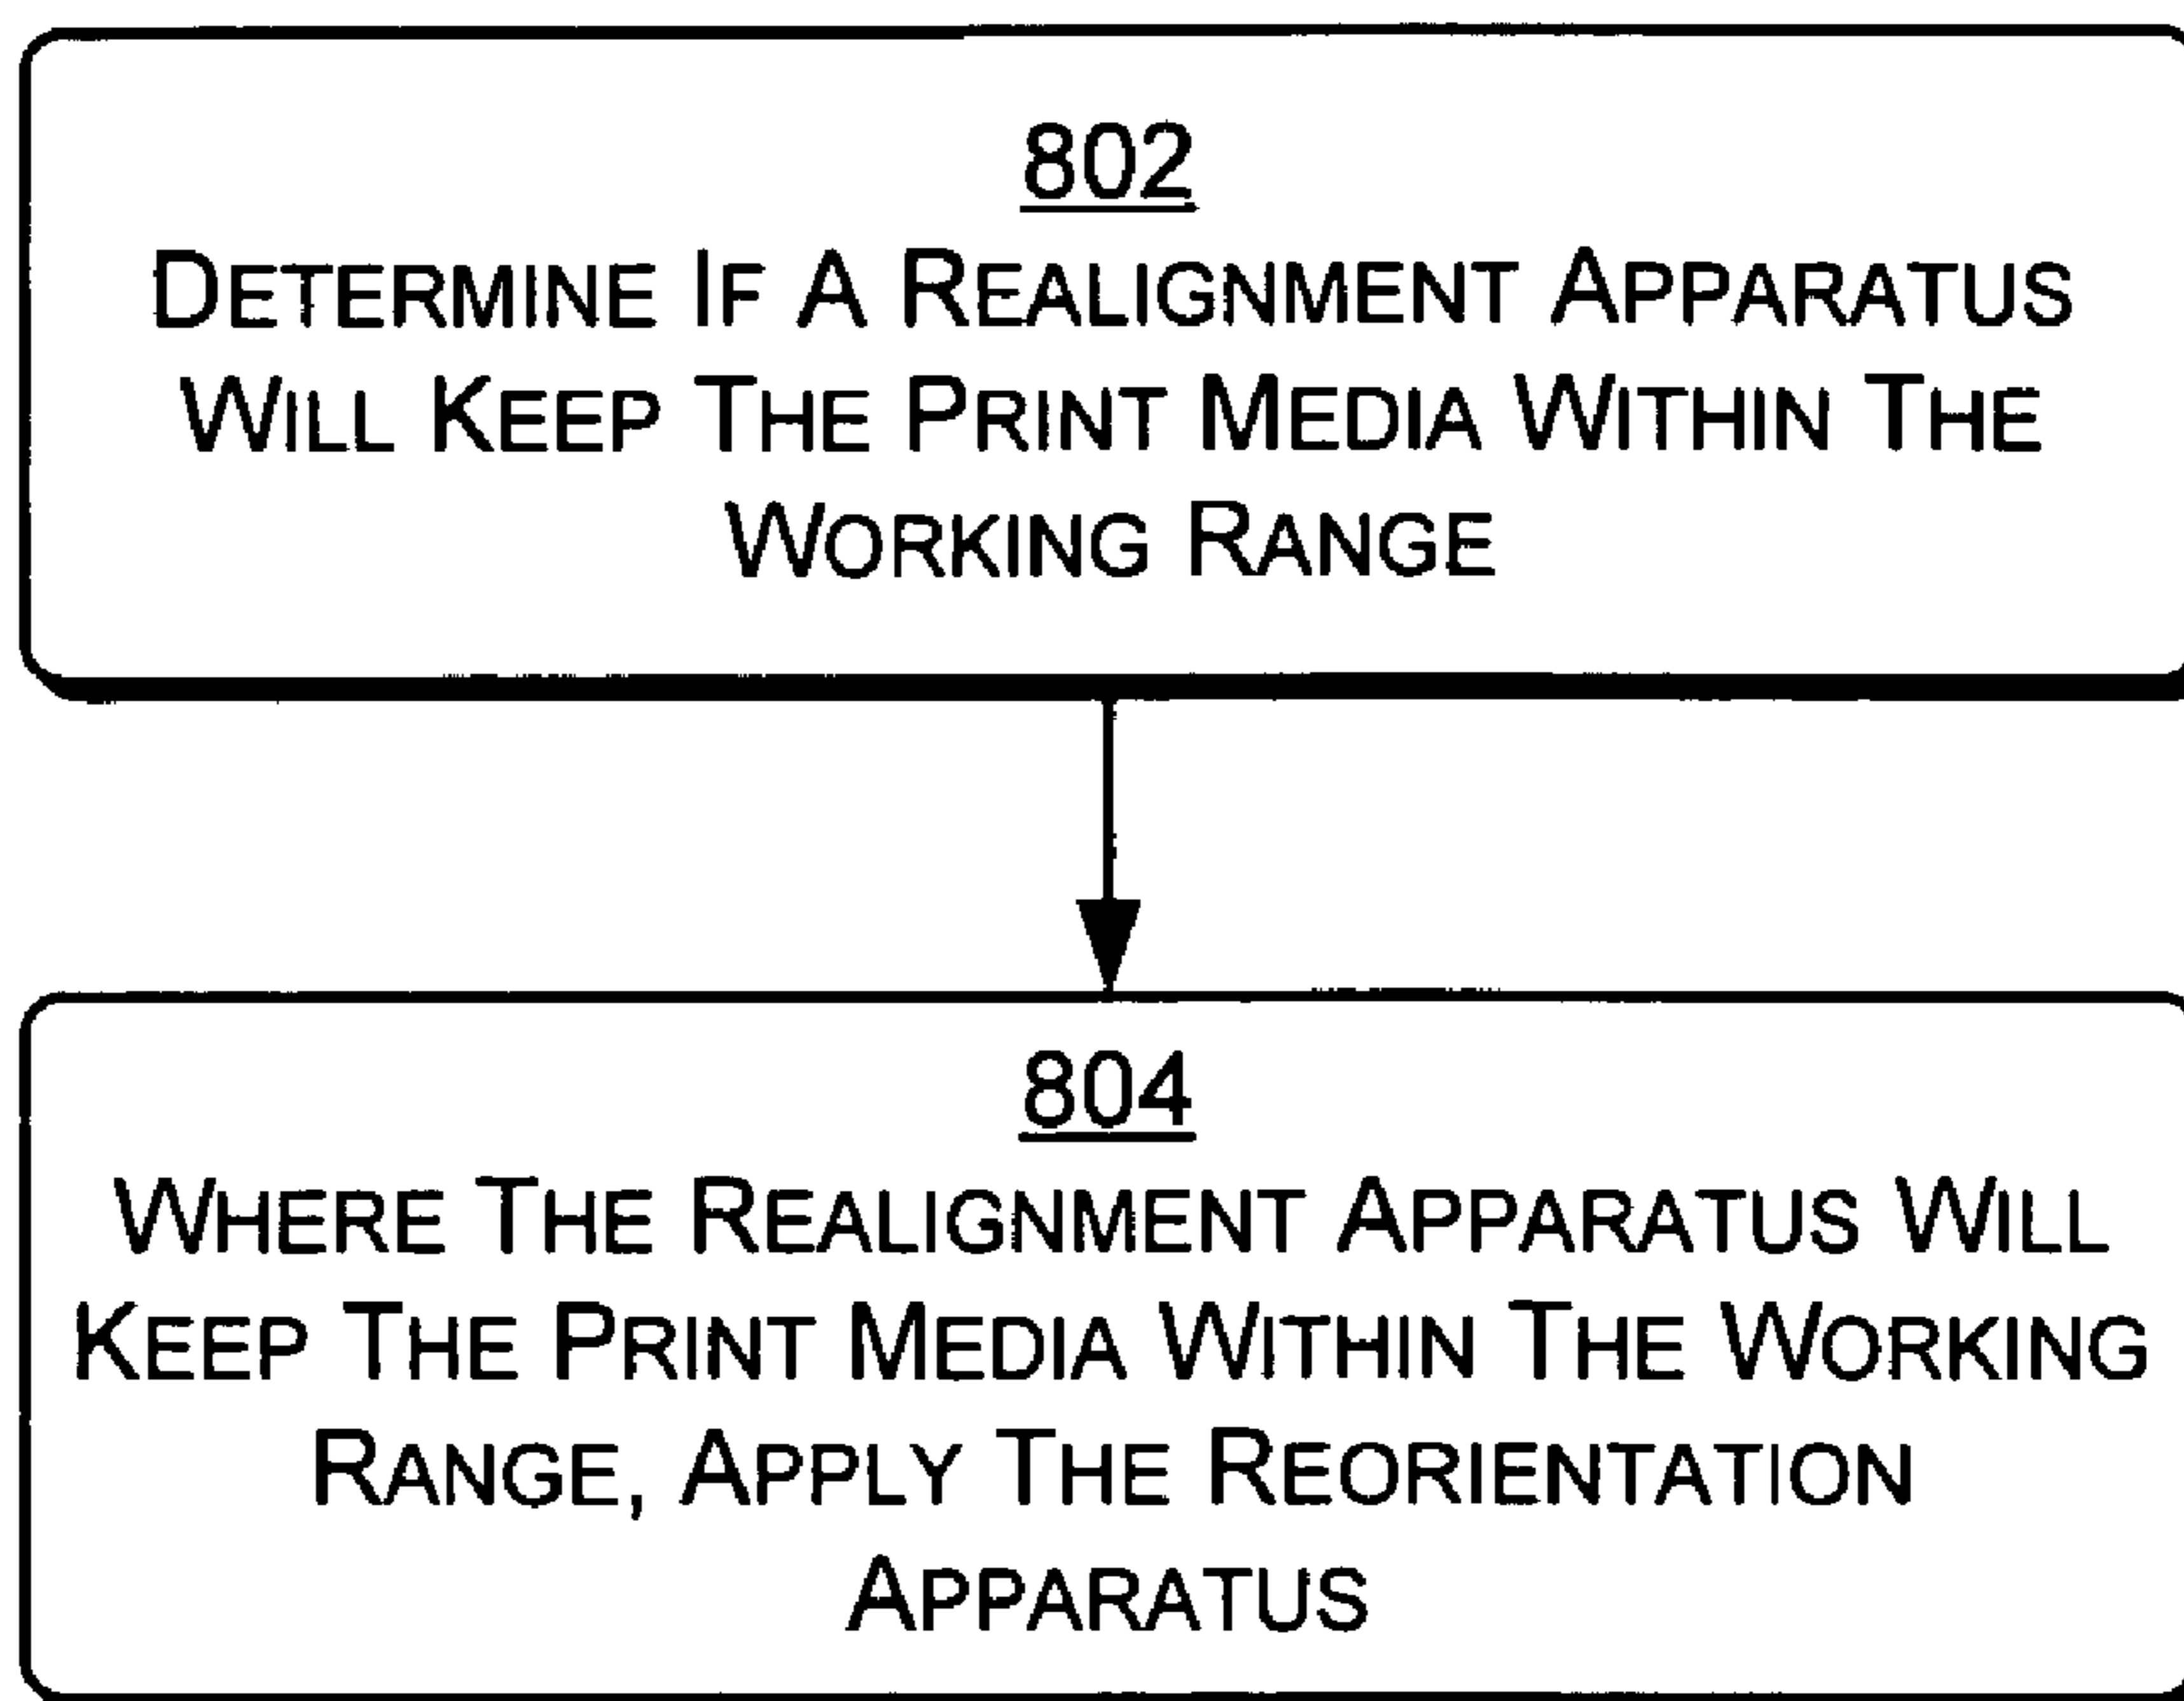 802
DETERMINE IF A REALIGNMENT APPARATUS
WILL KEEP THE PRINT MEDIA WITHIN THE
WORKING RANGE
804
WHERE THE REALIGNMENT APPARATUS WILL
KEEP THE PRINT MEDIA WITHIN THE WORKING
RANGE, APPLY THE REORIENTATION
APPARATUS